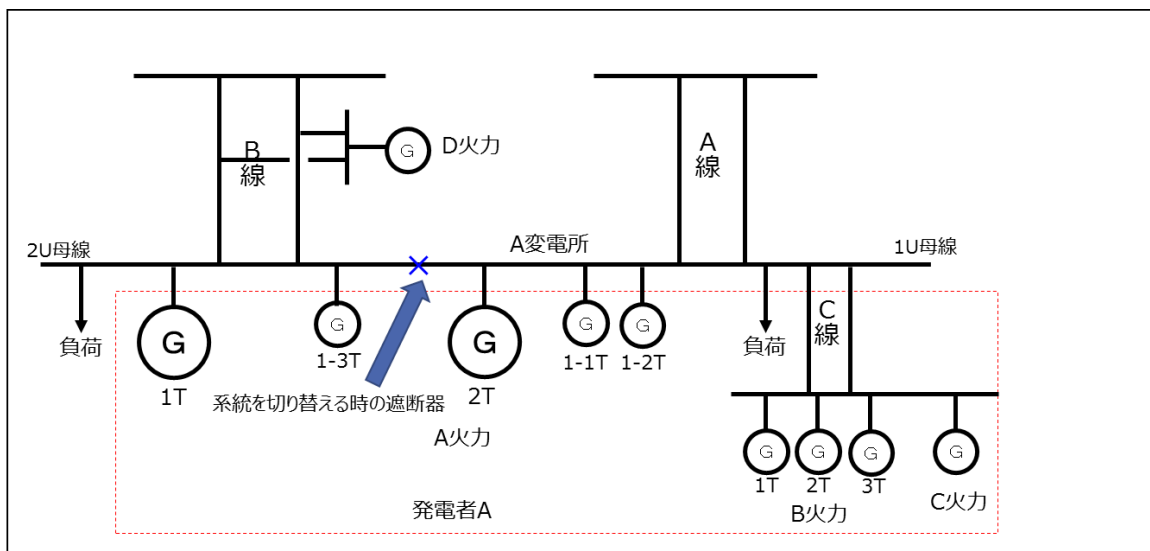 B
線
G
D火力
A
線
2U母線
A変電所
1U母線
負荷
G
1T
G
1-3T
G
2T
G
1-1T
G
1-2T
負荷
C
線
系統を切り替える時の遮断器
A火力
G
1T
G
2T
G
3T
G
B火力
C火力
発電者A